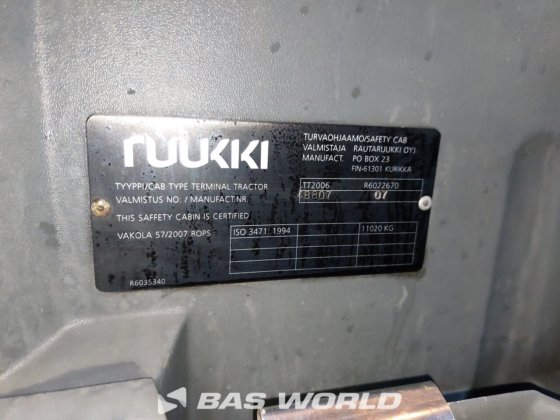 ruukki
TURVAOHJAAMO/SAFETY CAB
VALMISTAJA RAUTARUUKKI OYJ
MANUFACT. PO BOX 23
FIN-61301 KURIKKA
TYYPPI/CAB TYPE TERMINAL TRACTOR TT2006 R6022670
VALMISTUS NO: / MANUFACT.NR. 48807 07
THIS SAFFETY CABIN IS CERTIFIED
VAKOLA 57/2007 ROPS ISO 3471: 1994 11020 KG
R6035340
BAS WORLD